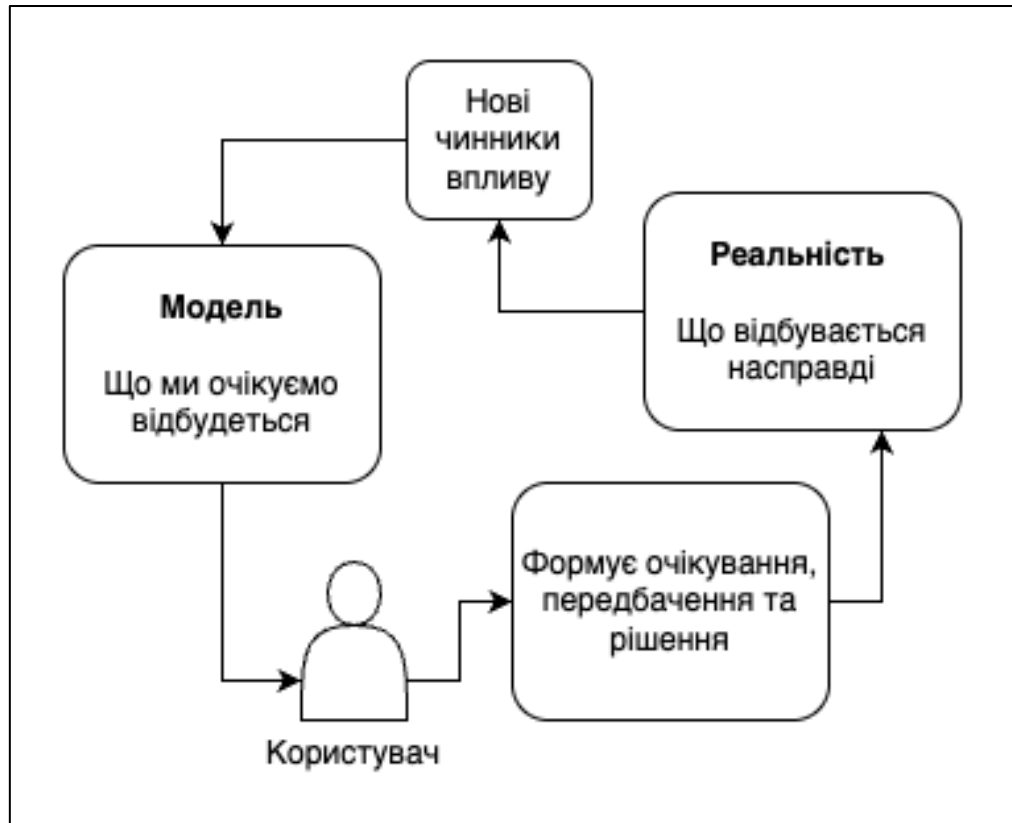 Нові
чинники
впливу
Реальність
Що відбувається
насправді
Модель
Що ми очікуємо
відбудеться
Формує очікування,
передбачення та
рішення
Користувач